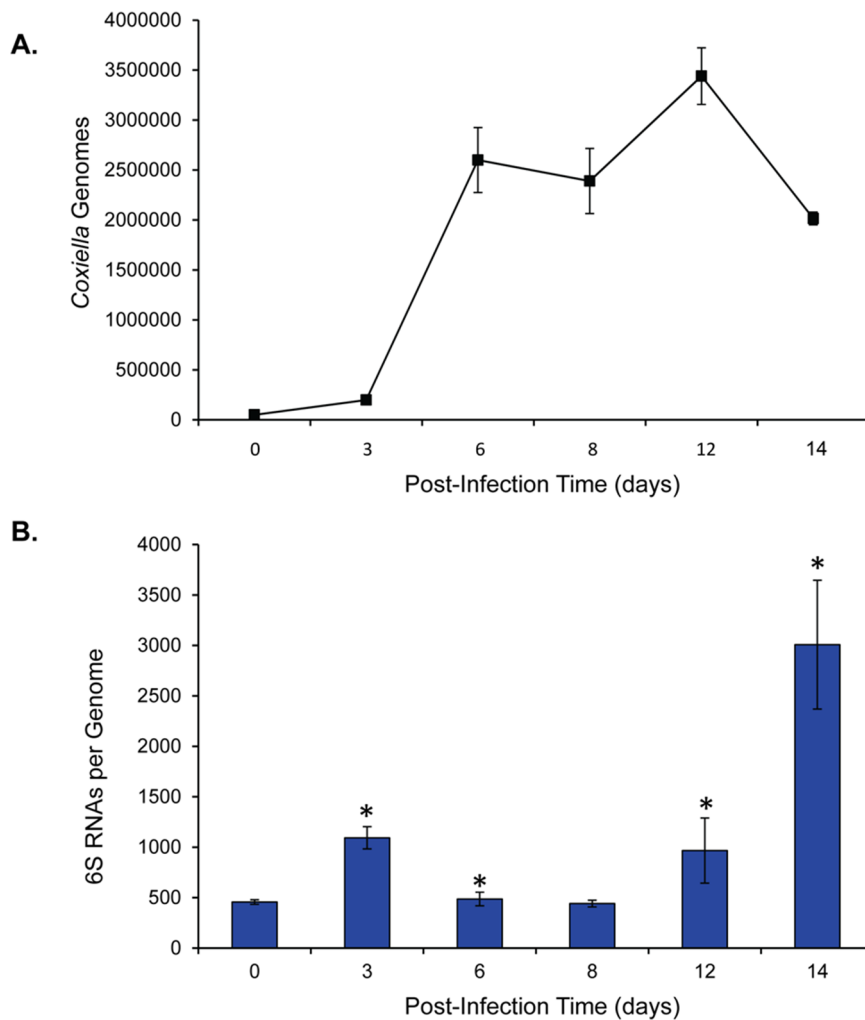 A.
4000000
3500000
3000000
2500000
2000000
1500000
1000000
500000
0
Coxiella Genomes
0 3 6 8 12 14
Post-Infection Time (days)
B.
4000
3500
3000
2500
2000
1500
1000
500
0
6S RNAs per Genome
* * * *
0 3 6 8 12 14
Post-Infection Time (days)